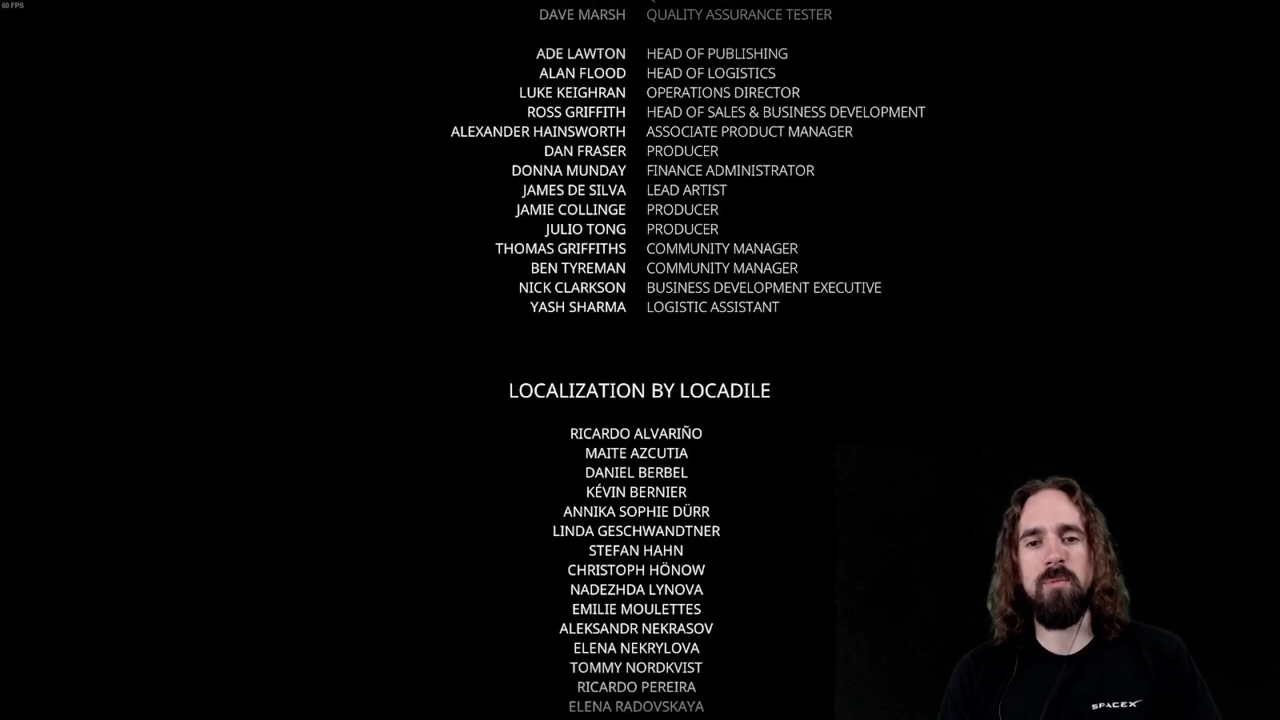 60 FPS
DAVE MARSH QUALITY ASSURANCE TESTER
ADE LAWTON HEAD OF PUBLISHING
ALAN FLOOD HEAD OF LOGISTICS
LUKE KEIGHRAN OPERATIONS DIRECTOR
ROSS GRIFFITH HEAD OF SALES & BUSINESS DEVELOPMENT
ALEXANDER HAINSWORTH ASSOCIATE PRODUCT MANAGER
DAN FRASER PRODUCER
DONNA MUNDAY FINANCE ADMINISTRATOR
JAMES DE SILVA LEAD ARTIST
JAMIE COLLINGE PRODUCER
JULIO TONG PRODUCER
THOMAS GRIFFITHS COMMUNITY MANAGER
BEN TYREMAN COMMUNITY MANAGER
NICK CLARKSON BUSINESS DEVELOPMENT EXECUTIVE
YASH SHARMA LOGISTIC ASSISTANT
LOCALIZATION BY LOCADILE
RICARDO ALVARIÑO
MAITE AZCUTIA
DANIEL BERBEL
KÉVIN BERNIER
ANNIKA SOPHIE DÜRR
LINDA GESCHWANDTNER
STEFAN HAHN
CHRISTOPH HÖNOW
NADEZHDA LYNOVA
EMILIE MOULETTES
ALEKSANDR NEKRASOV
ELENA NEKRYLOVA
TOMMY NORDKVIST
RICARDO PEREIRA
ELENA RADOVSKAYA
SPACEX